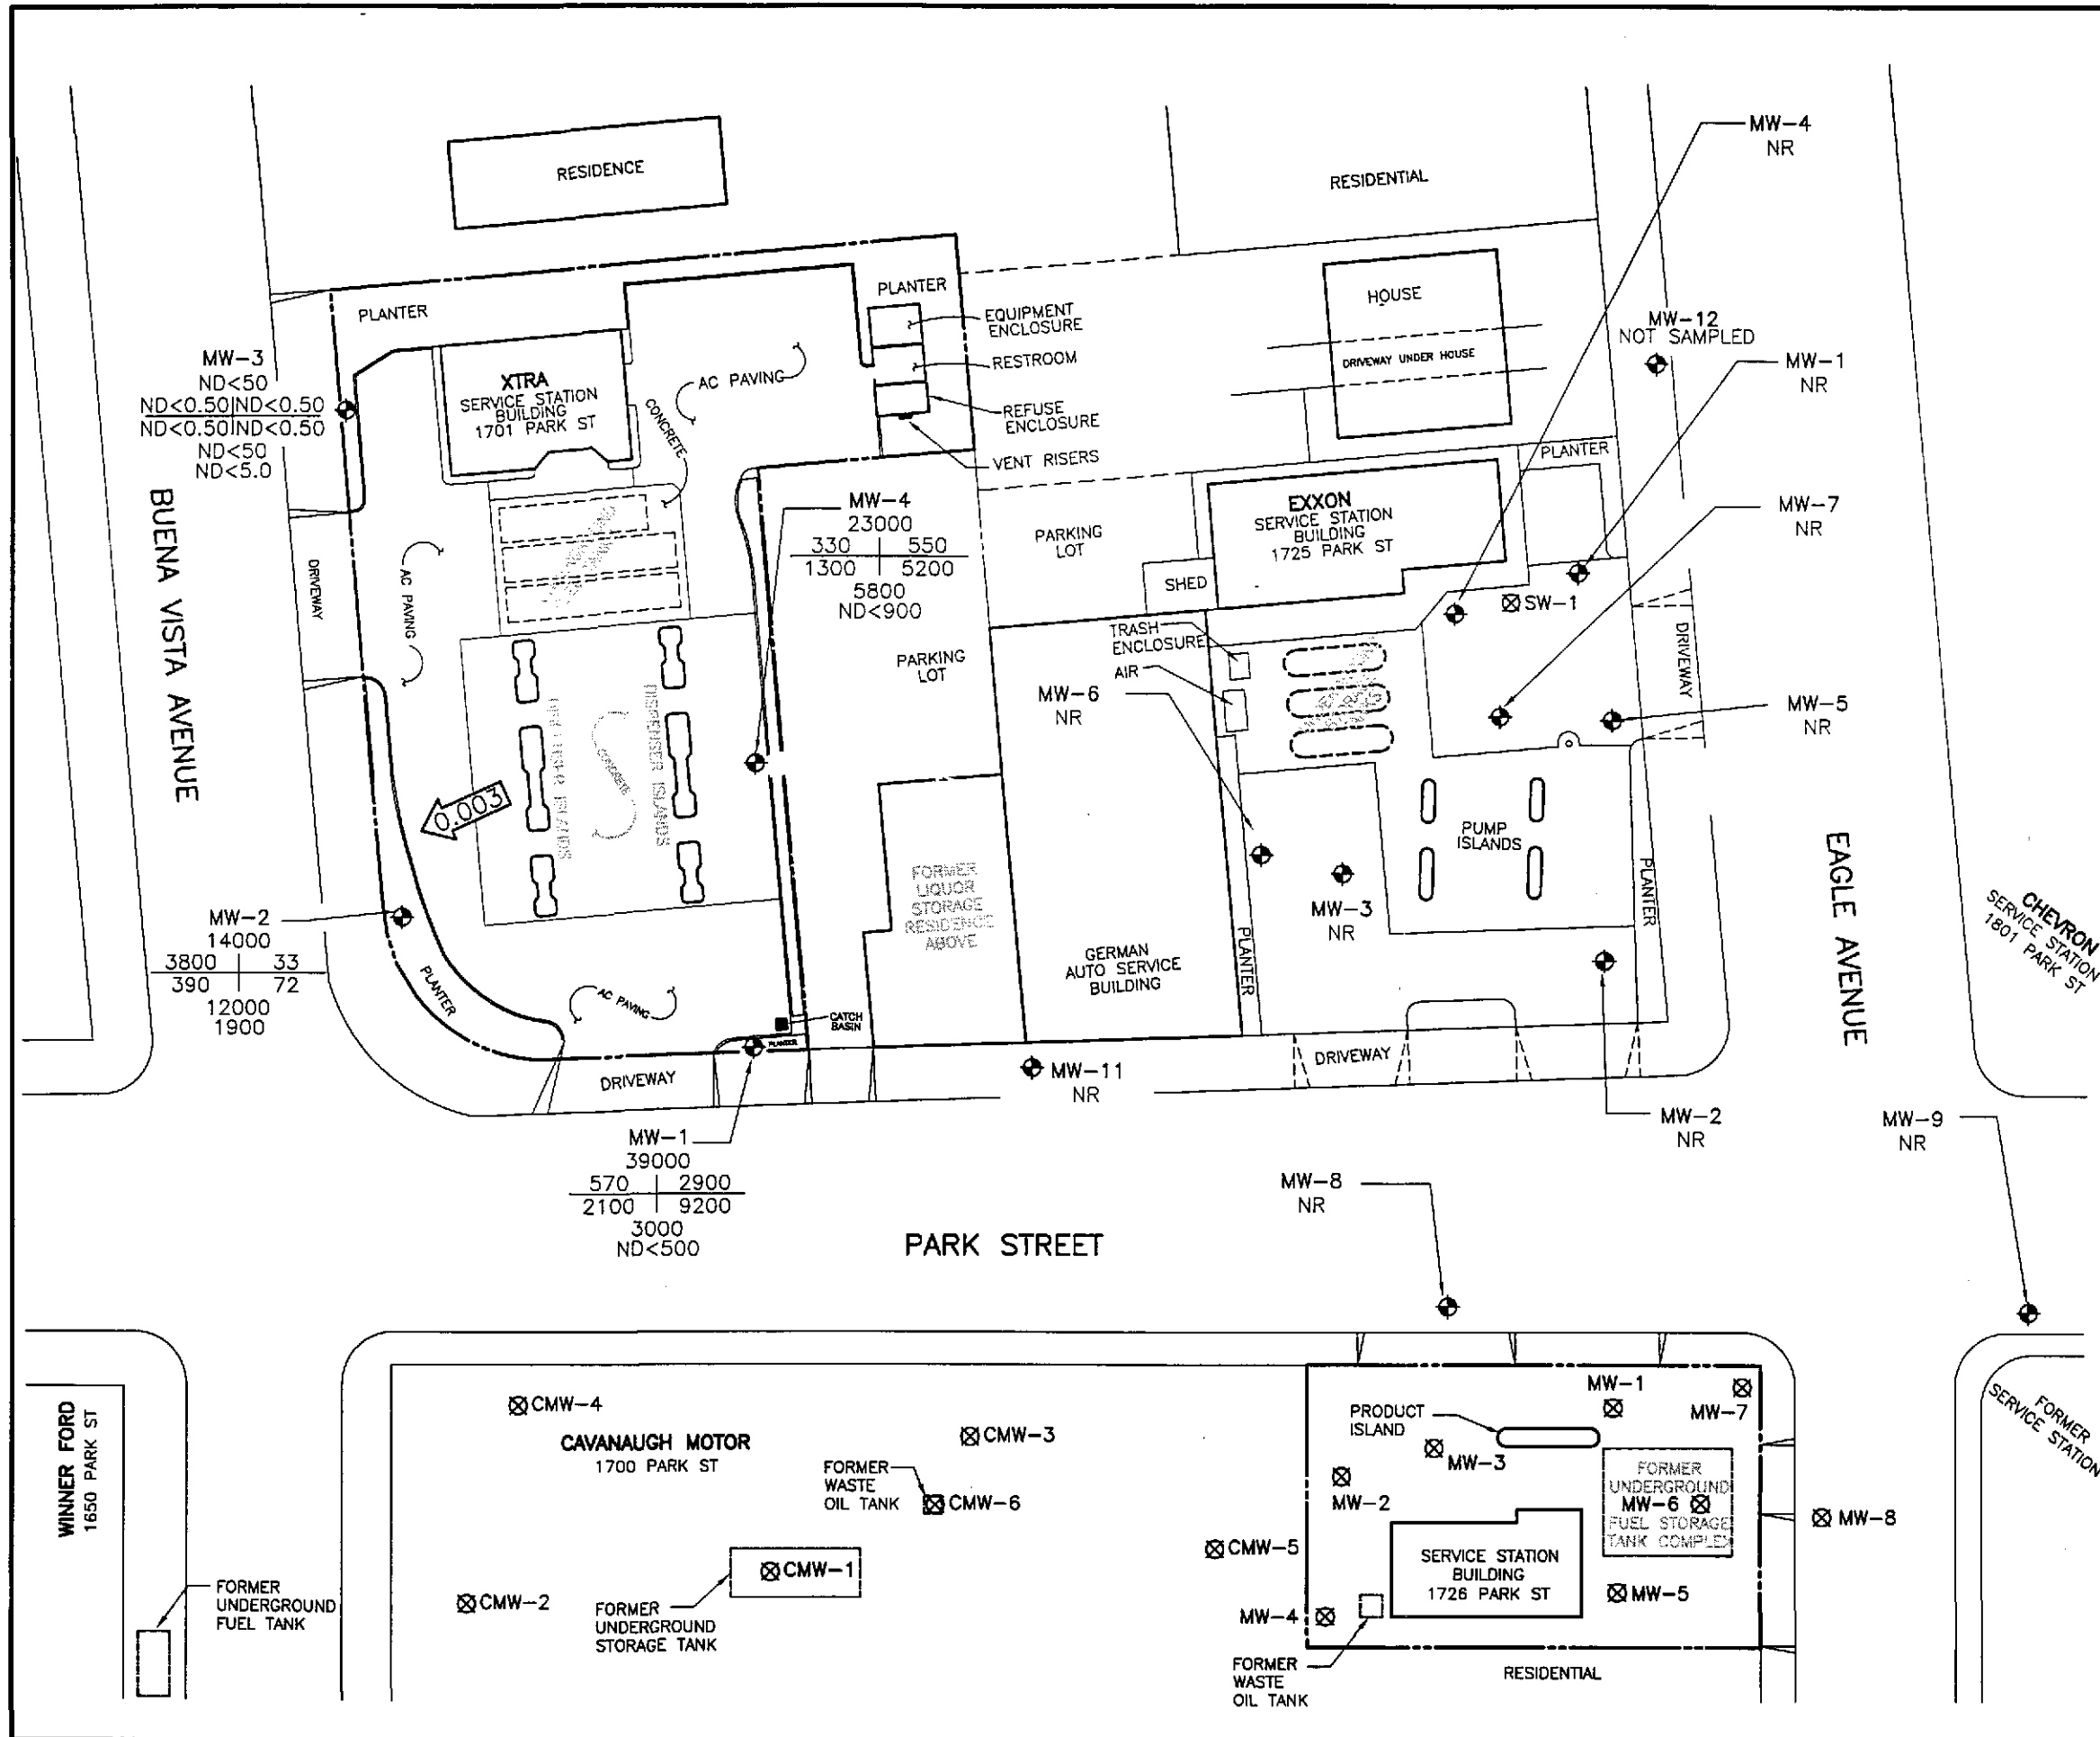 RESIDENCE
RESIDENTIAL
MW-4
NR
PLANTER
PLANTER
EQUIPMENT
ENCLOSURE
RESTROOM
REFUSE
ENCLOSURE
VENT RISERS
HOUSE
DRIVEWAY UNDER HOUSE
MW-12
NOT SAMPLED
MW-1
NR
MW-3
ND<50
ND<0.50|ND<0.50
ND<0.50|ND<0.50
ND<50
ND<5.0
XTRA
SERVICE STATION
BUILDING
1701 PARK ST
AC PAVING
CONCRETE
PLANTER
BUENA VISTA AVENUE
DRIVEWAY
AC PAVING
MW-4
23000
330 | 550
1300 | 5200
5800
ND<900
PARKING
LOT
EXXON
SERVICE STATION
BUILDING
1725 PARK ST
SHED
MW-7
NR
SW-1
TRASH
ENCLOSURE
AIR
DRIVEWAY
PARKING
LOT
MW-6
NR
MW-5
NR
DISPENSER ISLANDS
DISPENSER ISLANDS
CONCRETE
0.003
PUMP
ISLANDS
PLANTER
EAGLE AVENUE
CHEVRON
SERVICE STATION
1801 PARK ST
FORMER
LIQUOR
STORAGE
RESIDENCE
ABOVE
MW-2
14000
3800 | 33
390 | 72
12000
1900
PLANTER
AC PAVING
CATCH
BASIN
PLANTER
GERMAN
AUTO SERVICE
BUILDING
PLANTER
MW-3
NR
DRIVEWAY
MW-11
NR
DRIVEWAY
MW-2
NR
MW-9
NR
MW-1
39000
570 | 2900
2100 | 9200
3000
ND<500
MW-8
NR
PARK STREET
WINNER FORD
1650 PARK ST
FORMER
UNDERGROUND
FUEL TANK
CMW-4
CAVANAUGH MOTOR
1700 PARK ST
CMW-3
FORMER
WASTE
OIL TANK
CMW-6
CMW-5
CMW-1
CMW-2
FORMER
UNDERGROUND
STORAGE TANK
PRODUCT
ISLAND
MW-1
MW-7
MW-3
MW-2
FORMER
UNDERGROUND
MW-6
FUEL STORAGE
TANK COMPLEX
MW-8
SERVICE STATION
BUILDING
1726 PARK ST
MW-5
MW-4
FORMER
WASTE
OIL TANK
RESIDENTIAL
FORMER
SERVICE STATION